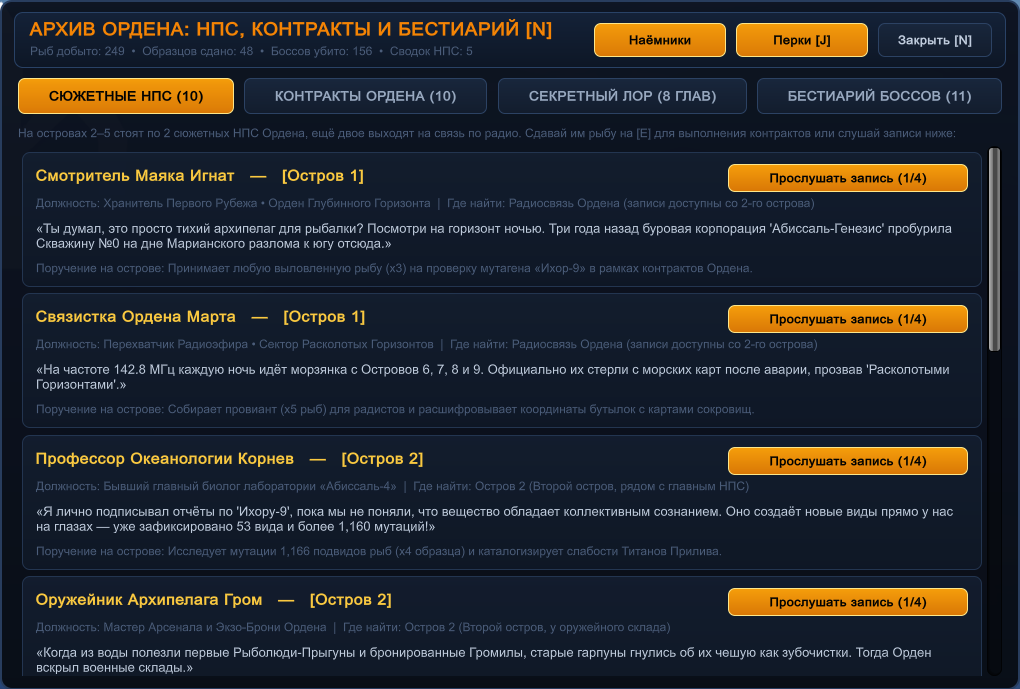 АРХИВ ОРДЕНА: НПС, КОНТРАКТЫ И БЕСТИАРИЙ [N]
Рыб добыто: 249 • Образцов сдано: 48 • Боссов убито: 156 • Сводок НПС: 5
Наёмники
Перки [J]
Закрыть [N]
СЮЖЕТНЫЕ НПС (10)
КОНТРАКТЫ ОРДЕНА (10)
СЕКРЕТНЫЙ ЛОР (8 ГЛАВ)
БЕСТИАРИЙ БОССОВ (11)
На островах 2–5 стоят по 2 сюжетных НПС Ордена, ещё двое выходят на связь по радио. Сдавай им рыбу на [E] для выполнения контрактов или слушай записи ниже:
Смотритель Маяка Игнат — [Остров 1]
Прослушать запись (1/4)
Должность: Хранитель Первого Рубежа • Орден Глубинного Горизонта | Где найти: Радиосвязь Ордена (записи доступны со 2-го острова)
«Ты думал, это просто тихий архипелаг для рыбалки? Посмотри на горизонт ночью. Три года назад буровая корпорация 'Абиссаль-Генезис' пробурила
Скважину №0 на дне Марианского разлома к югу отсюда.»
Поручение на острове: Принимает любую выловленную рыбу (x3) на проверку мутагена «Ихор-9» в рамках контрактов Ордена.
Связистка Ордена Марта — [Остров 1]
Прослушать запись (1/4)
Должность: Перехватчик Радиоэфира • Сектор Расколотых Горизонтов | Где найти: Радиосвязь Ордена (записи доступны со 2-го острова)
«На частоте 142.8 МГц каждую ночь идёт морзянка с Островов 6, 7, 8 и 9. Официально их стерли с морских карт после аварии, прозвав 'Расколотыми
Горизонтами'.»
Поручение на острове: Собирает провиант (x5 рыб) для радистов и расшифровывает координаты бутылок с картами сокровищ.
Профессор Океанологии Корнев — [Остров 2]
Прослушать запись (1/4)
Должность: Бывший главный биолог лаборатории «Абиссаль-4» | Где найти: Остров 2 (Второй остров, рядом с главным НПС)
«Я лично подписывал отчёты по 'Ихору-9', пока мы не поняли, что вещество обладает коллективным сознанием. Оно создаёт новые виды прямо у нас
на глазах — уже зафиксировано 53 вида и более 1,160 мутаций!»
Поручение на острове: Исследует мутации 1,166 подвидов рыб (x4 образца) и каталогизирует слабости Титанов Прилива.
Оружейник Архипелага Гром — [Остров 2]
Прослушать запись (1/4)
Должность: Мастер Арсенала и Экзо-Брони Ордена | Где найти: Остров 2 (Второй остров, у оружейного склада)
«Когда из воды полезли первые Рыболюди-Прыгуны и бронированные Громилы, старые гарпуны гнулись об их чешую как зубочистки. Тогда Орден
вскрыл военные склады.»